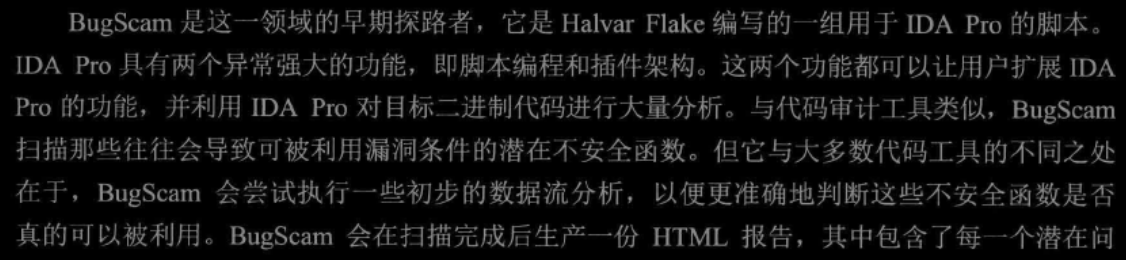 BugScam 是这一领域的早期探路者，它是 Halvar Flake 编写的一组用于 IDA Pro 的脚本。
IDA Pro 具有两个异常强大的功能，即脚本编程和插件架构。这两个功能都可以让用户扩展 IDA
Pro 的功能，并利用 IDA Pro 对目标二进制代码进行大量分析。与代码审计工具类似，BugScam
扫描那些往往会导致可被利用漏洞条件的潜在不安全函数。但它与大多数代码工具的不同之处
在于，BugScam 会尝试执行一些初步的数据流分析，以便更准确地判断这些不安全函数是否
真的可以被利用。BugScam 会在扫描完成后生产一份 HTML 报告，其中包含了每一个潜在问